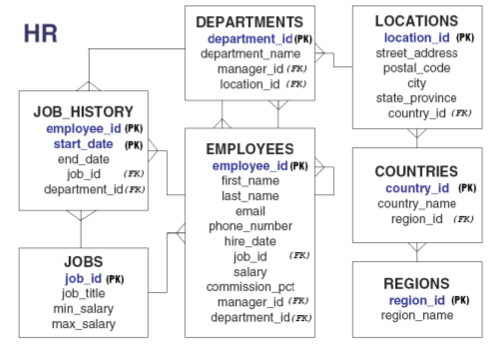 HR
DEPARTMENTS
department_id (PK)
department_name
manager_id (FK)
location_id (FK)
LOCATIONS
location_id (PK)
street_address
postal_code
city
state_province
country_id (FK)
JOB_HISTORY
employee_id (PK)
start_date (PK)
end_date
job_id (FK)
department_id (FK)
EMPLOYEES
employee_id (PK)
first_name
last_name
email
phone_number
hire_date
job_id (FK)
salary
commission_pct
manager_id (FK)
department_id (FK)
COUNTRIES
country_id (PK)
country_name
region_id (FK)
JOBS
job_id (PK)
job_title
min_salary
max_salary
REGIONS
region_id (PK)
region_name